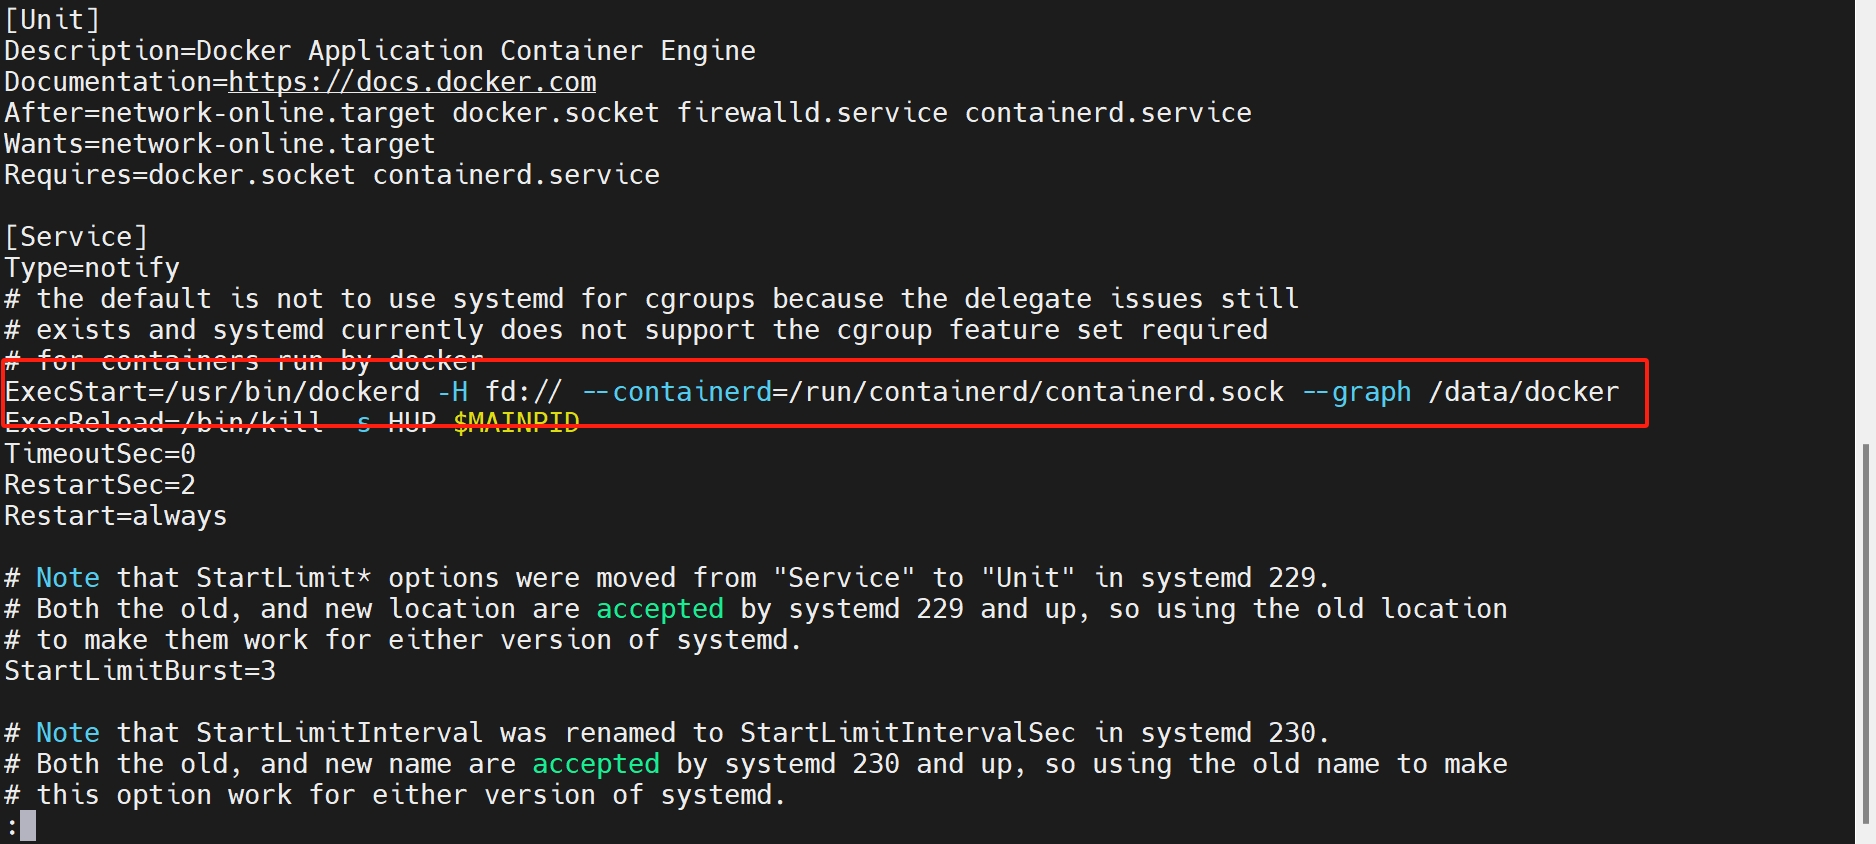 [Unit]
Description=Docker Application Container Engine
Documentation=https://docs.docker.com
After=network-online.target docker.socket firewalld.service containerd.service
Wants=network-online.target
Requires=docker.socket containerd.service
[Service]
Type=notify
# the default is not to use systemd for cgroups because the delegate issues still
# exists and systemd currently does not support the cgroup feature set required
# for containers run by docker
ExecStart=/usr/bin/dockerd -H fd:// --containerd=/run/containerd/containerd.sock --graph /data/docker
ExecReload=/bin/kill -s HUP $MAINPID
TimeoutSec=0
RestartSec=2
Restart=always
# Note that StartLimit* options were moved from "Service" to "Unit" in systemd 229.
# Both the old, and new location are accepted by systemd 229 and up, so using the old location
# to make them work for either version of systemd.
StartLimitBurst=3
# Note that StartLimitInterval was renamed to StartLimitIntervalSec in systemd 230.
# Both the old, and new name are accepted by systemd 230 and up, so using the old name to make
# this option work for either version of systemd.
: